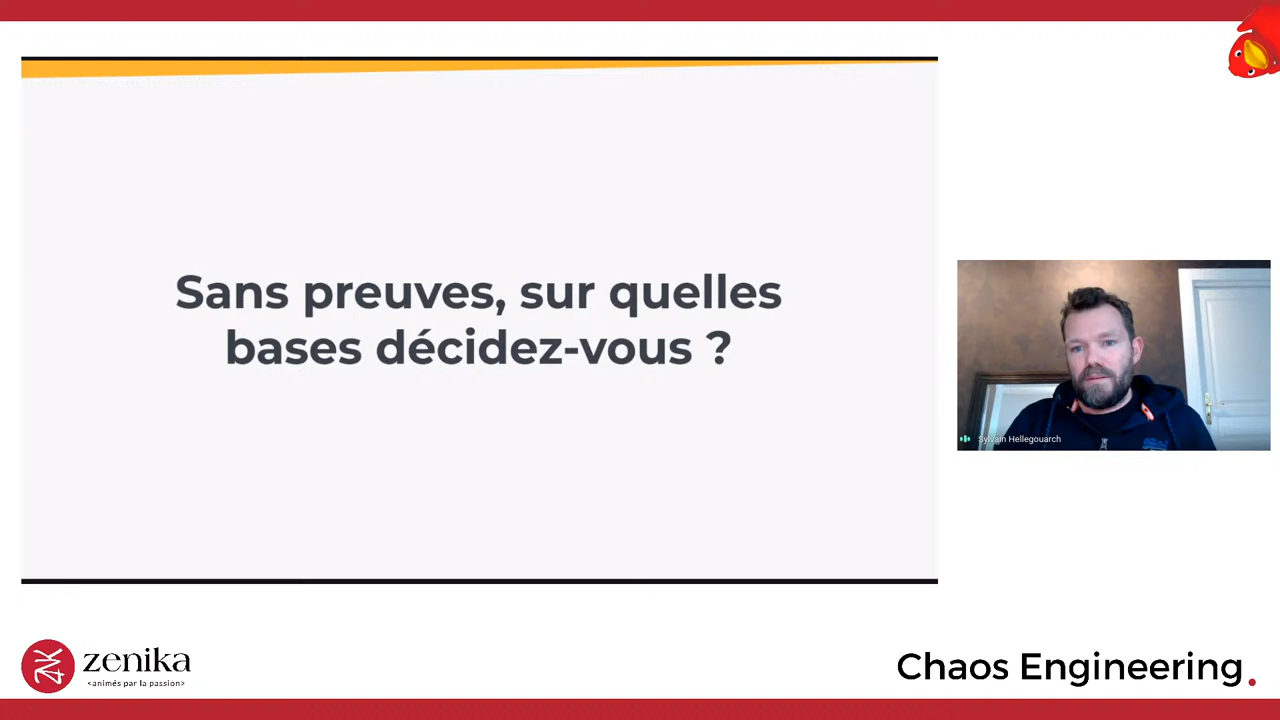 Sans preuves, sur quelles
bases décidez-vous ?
Sylvain Hellegouarch
zenika
<animés par la passion>
Chaos Engineering.